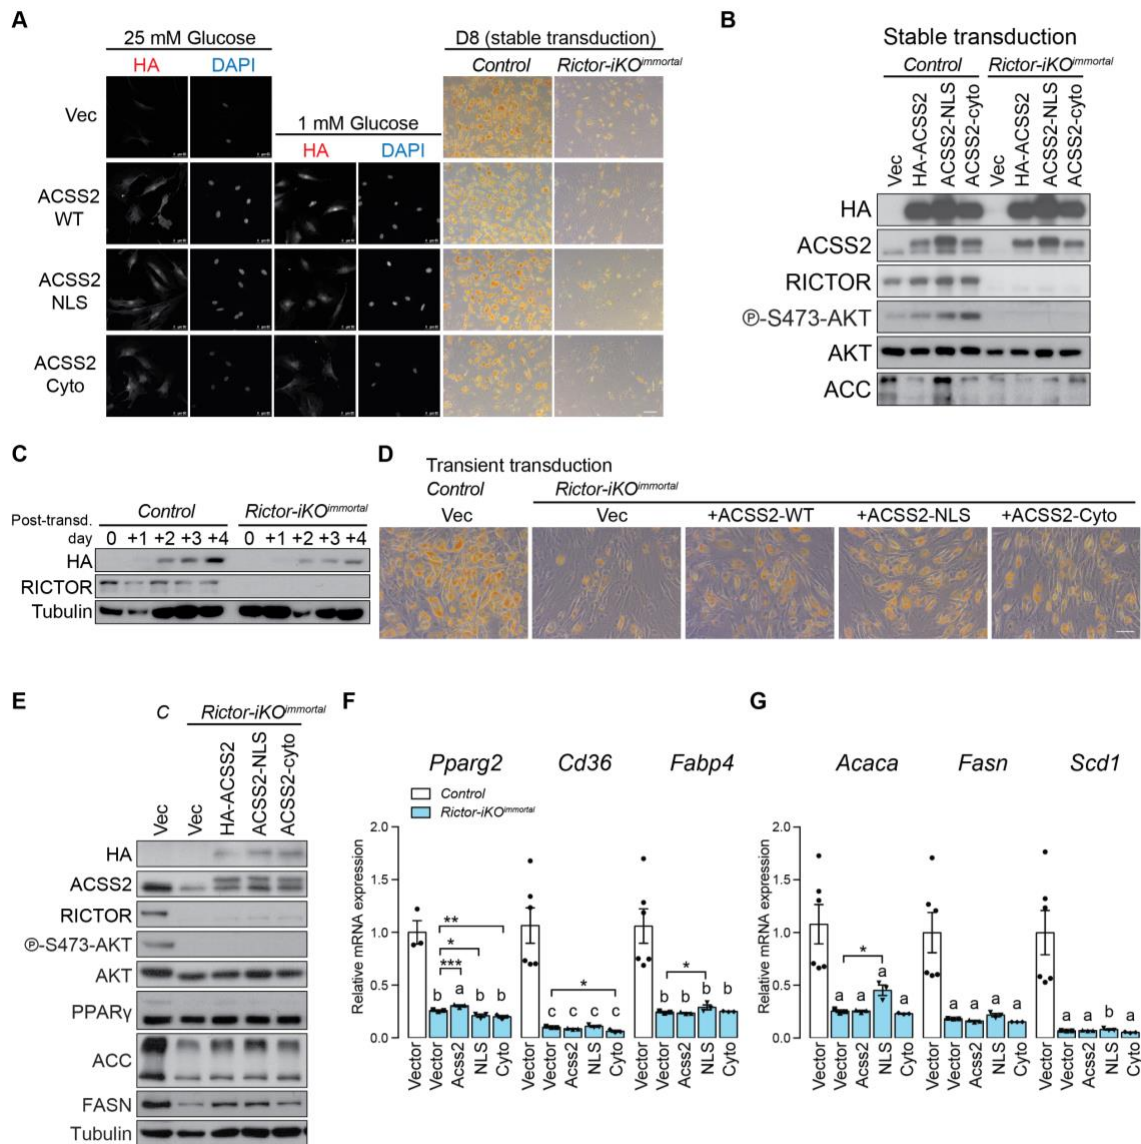 A
25 mM Glucose
HA DAPI
1 mM Glucose
HA DAPI
D8 (stable transduction)
Control Rictor-iKOimmortal
Vec
ACSS2
WT
ACSS2
NLS
ACSS2
Cyto
B
Stable transduction
Control Rictor-iKOimmortal
Vec
HA-ACSS2
ACSS2-NLS
ACSS2-cyto
Vec
HA-ACSS2
ACSS2-NLS
ACSS2-cyto
HA
ACSS2
RICTOR
Ⓟ-S473-AKT
AKT
ACC
C
Control Rictor-iKOimmortal
Post-transd.
day 0 +1 +2 +3 +4 0 +1 +2 +3 +4
HA
RICTOR
Tubulin
D
Transient transduction
Control Rictor-iKOimmortal
Vec Vec +ACSS2-WT +ACSS2-NLS +ACSS2-Cyto
E
C Rictor-iKOimmortal
Vec
Vec
HA-ACSS2
ACSS2-NLS
ACSS2-cyto
HA
ACSS2
RICTOR
Ⓟ-S473-AKT
AKT
PPARγ
ACC
FASN
Tubulin
F
Pparg2 Cd36 Fabp4
Control
Rictor-iKOimmortal
Relative mRNA expression
2.0
1.5
1.0
0.5
0.0
**
*
***
b a b b
*
c c c c
*
b b b b
Vector Acss2 NLS Cyto
Vector
Vector Acss2 NLS Cyto
Vector
Vector Acss2 NLS Cyto
Vector
G
Acaca Fasn Scd1
Relative mRNA expression
2.0
1.5
1.0
0.5
0.0
*
a a a a
a a a a
a a b a
Vector
Vector Acss2 NLS Cyto
Vector
Vector Acss2 NLS Cyto
Vector
Vector Acss2 NLS Cyto